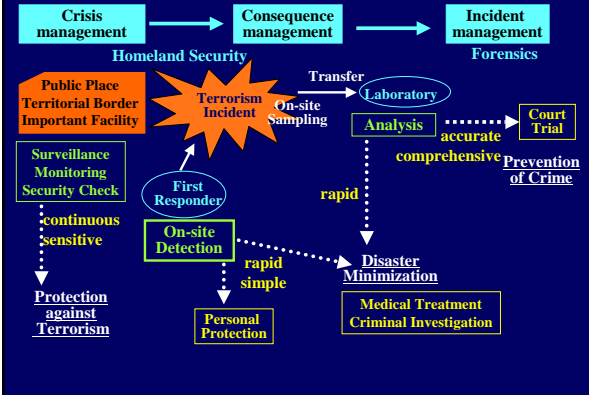 Crisis
management
Consequence
management
Incident
management
Homeland Security
Forensics
Public Place
Territorial Border
Important Facility
Terrorism
Incident
Transfer
On-site
Sampling
Laboratory
Analysis
accurate
comprehensive
Court
Trial
Prevention
of Crime
Surveillance
Monitoring
Security Check
First
Responder
rapid
continuous
sensitive
On-site
Detection
rapid
simple
Disaster
Minimization
Protection
against
Terrorism
Personal
Protection
Medical Treatment
Criminal Investigation